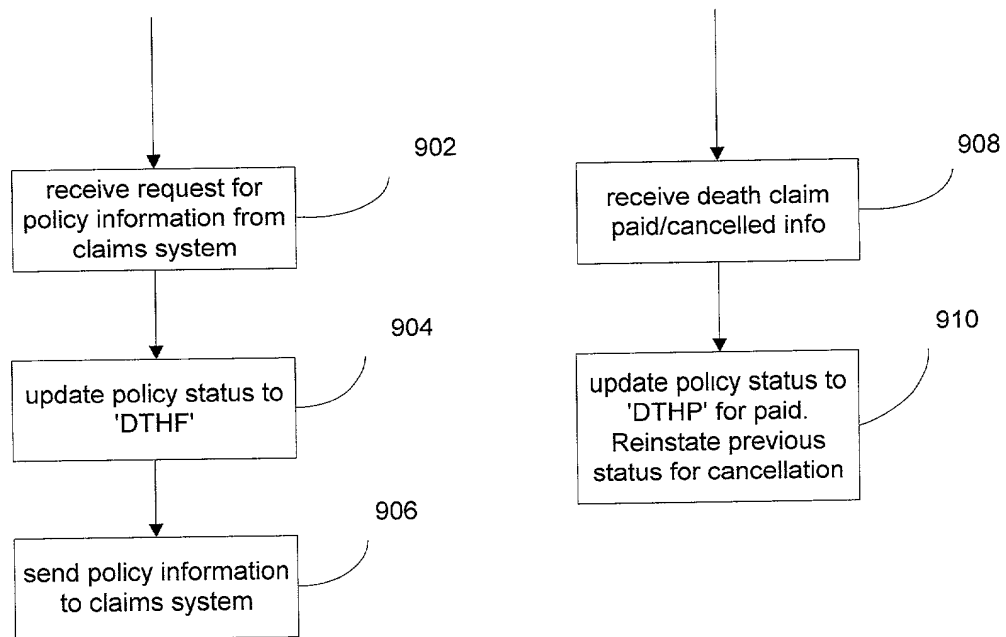 902
receive request for
policy information from
claims system
904
update policy status to
'DTHF'
906
send policy information
to claims system
908
receive death claim
paid/cancelled info
910
update policy status to
'DTHP' for paid.
Reinstate previous
status for cancellation